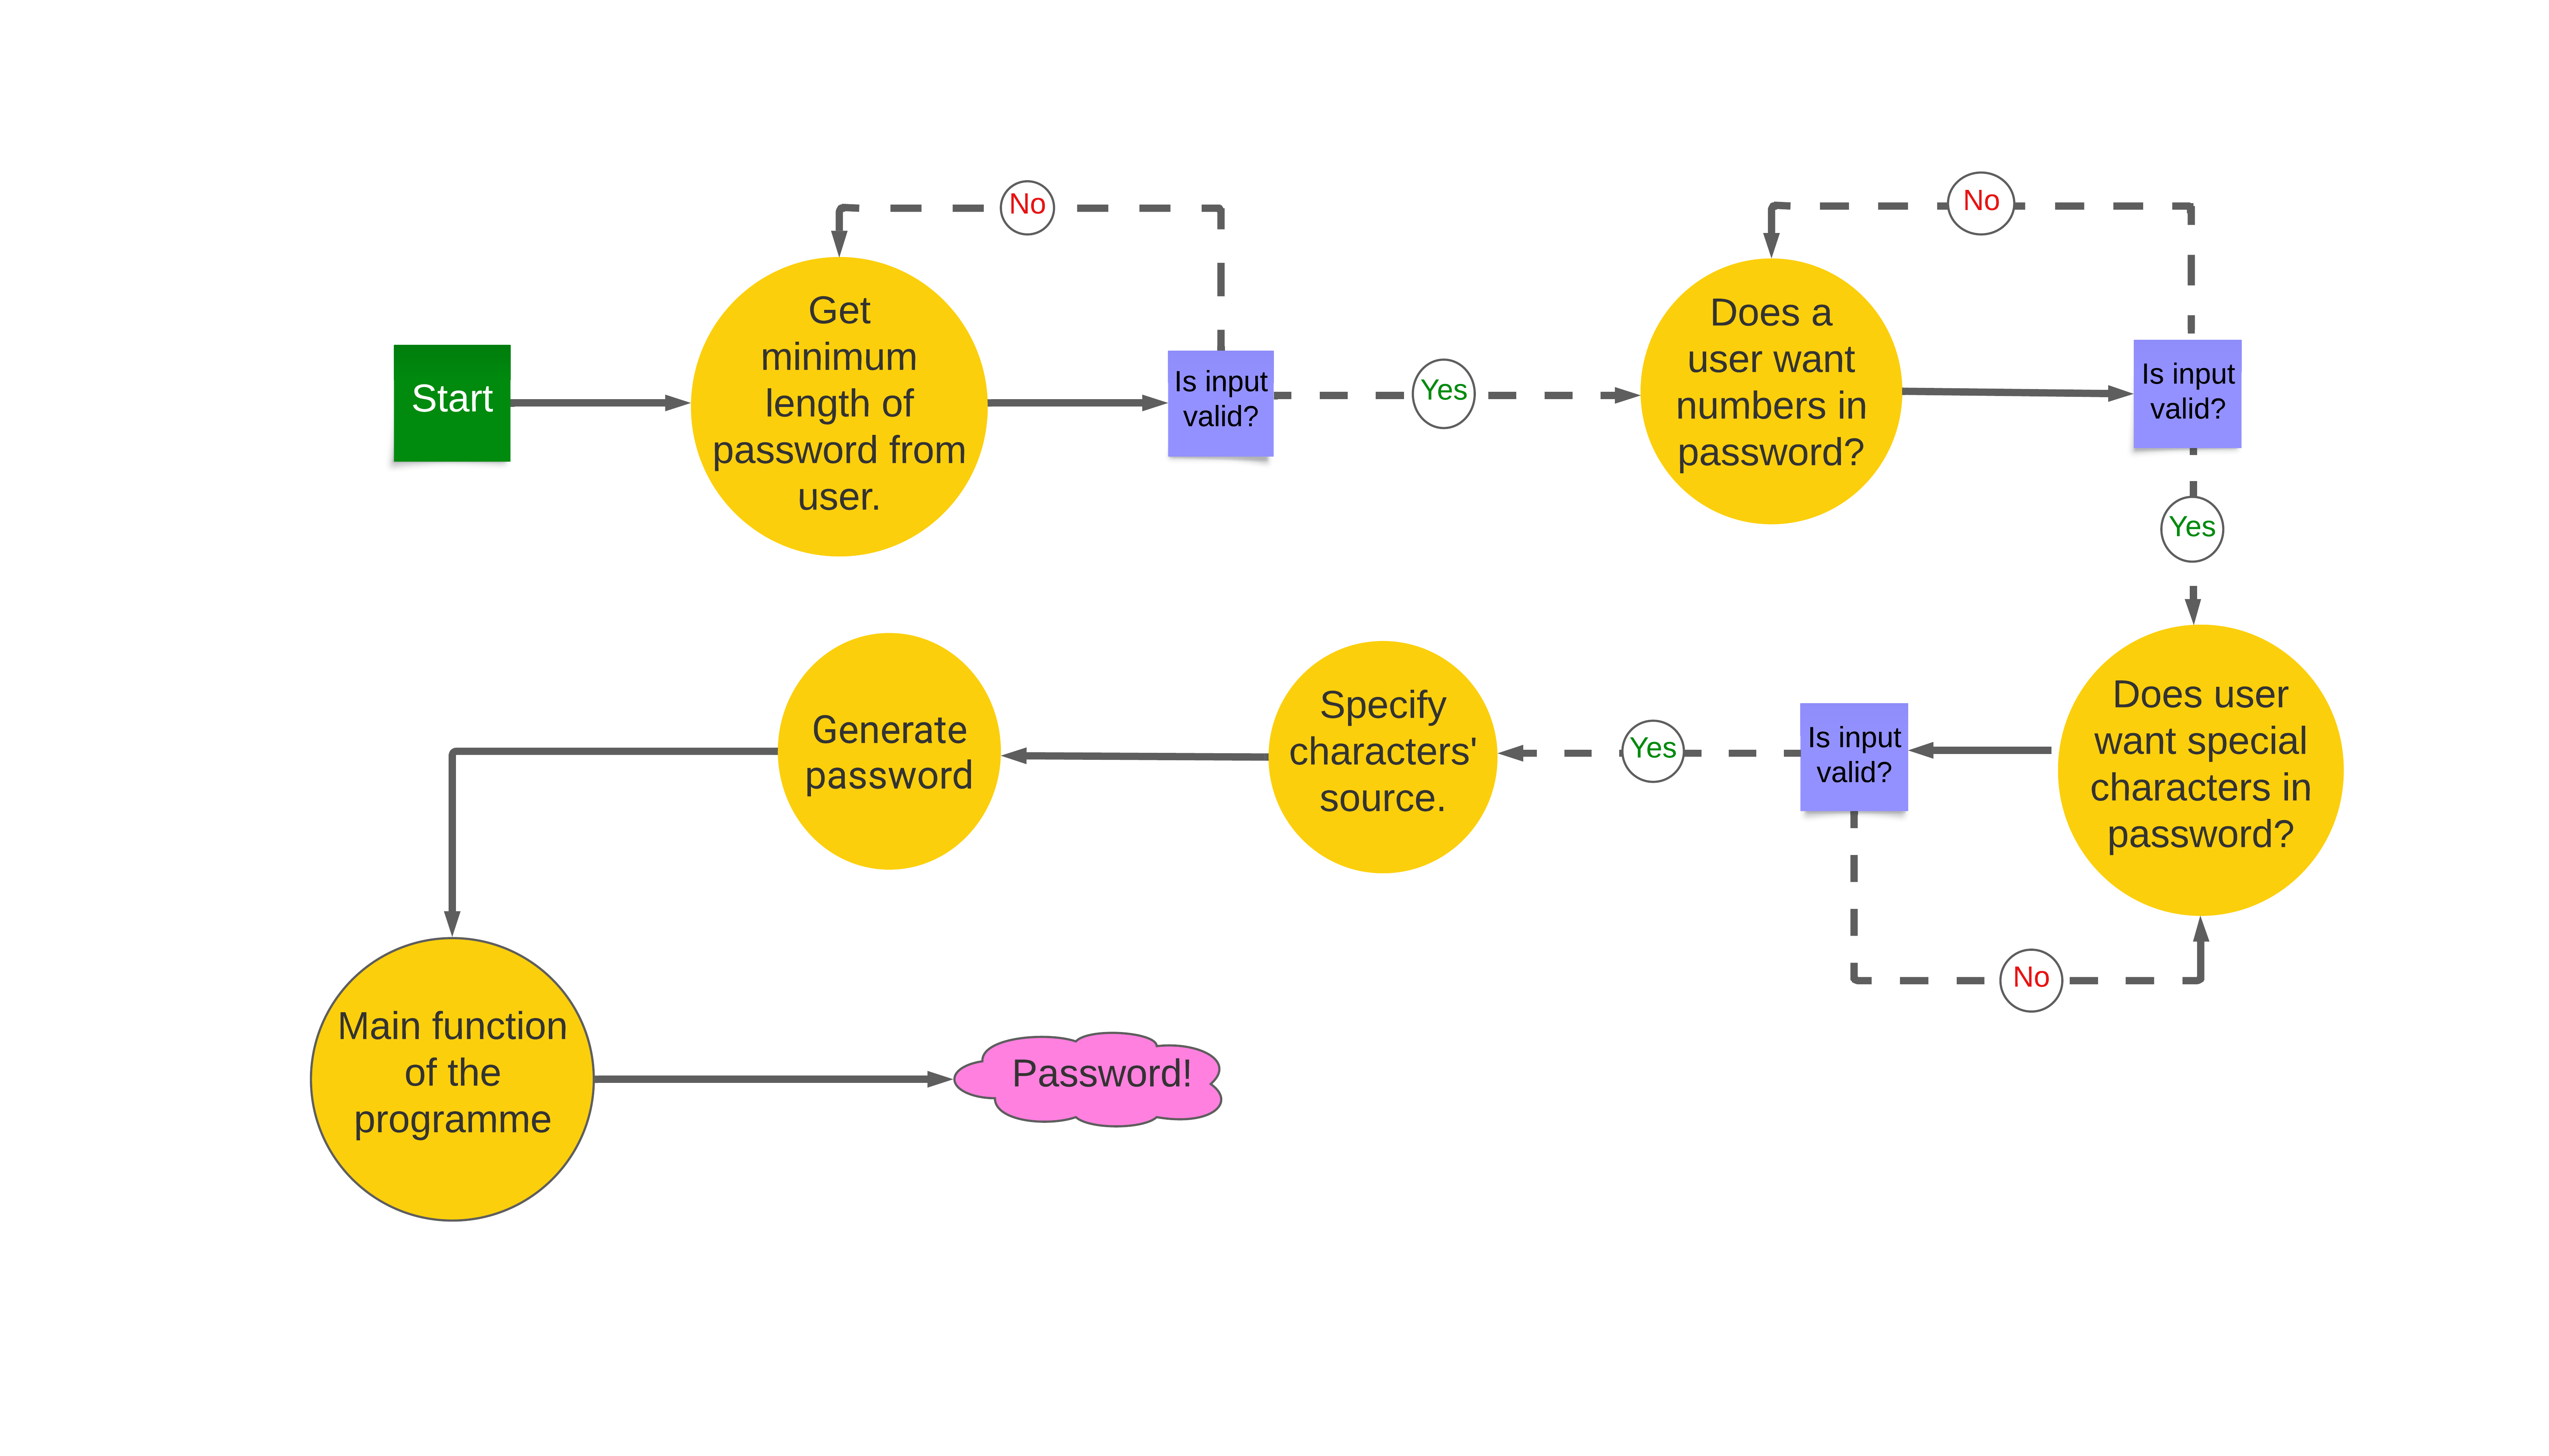 Start
Get
minimum
length of
password from
user.
No
Is input
valid?
Yes
Does a
user want
numbers in
password?
No
Is input
valid?
Yes
Does user
want special
characters in
password?
Is input
valid?
No
Yes
Specify
characters'
source.
Generate
password
Main function
of the
programme
Password!